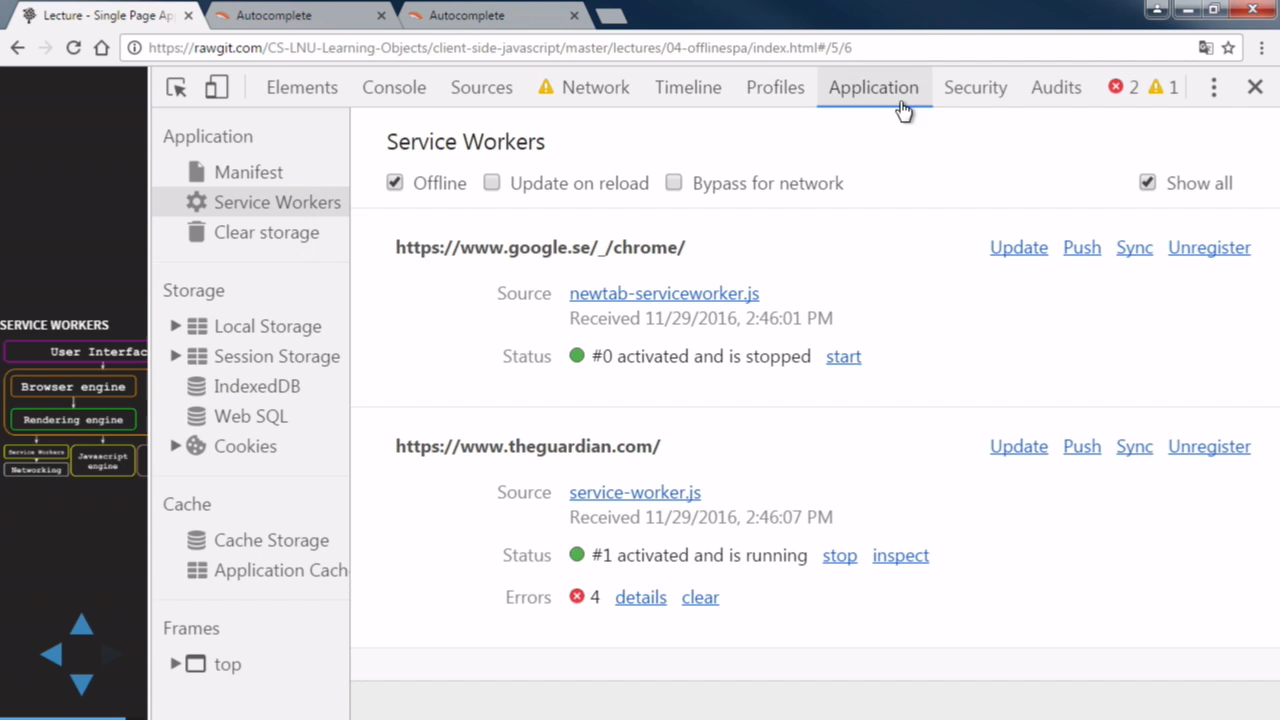 Lecture - Single Page Ap
Autocomplete
Autocomplete
https://rawgit.com/CS-LNU-Learning-Objects/client-side-javascript/master/lectures/04-offlinespa/index.html#/5/6
Elements Console Sources Network Timeline Profiles Application Security Audits 2 1
Application
Manifest
Service Workers
Clear storage
Storage
Local Storage
Session Storage
IndexedDB
Web SQL
Cookies
Cache
Cache Storage
Application Cach
Frames
top
Service Workers
Offline Update on reload Bypass for network Show all
https://www.google.se/_/chrome/ Update Push Sync Unregister
Source newtab-serviceworker.js
Received 11/29/2016, 2:46:01 PM
Status #0 activated and is stopped start
https://www.theguardian.com/ Update Push Sync Unregister
Source service-worker.js
Received 11/29/2016, 2:46:07 PM
Status #1 activated and is running stop inspect
Errors 4 details clear
SERVICE WORKERS
User Interfac
Browser engine
Rendering engine
Service Workers
Networking
Javascript
engine